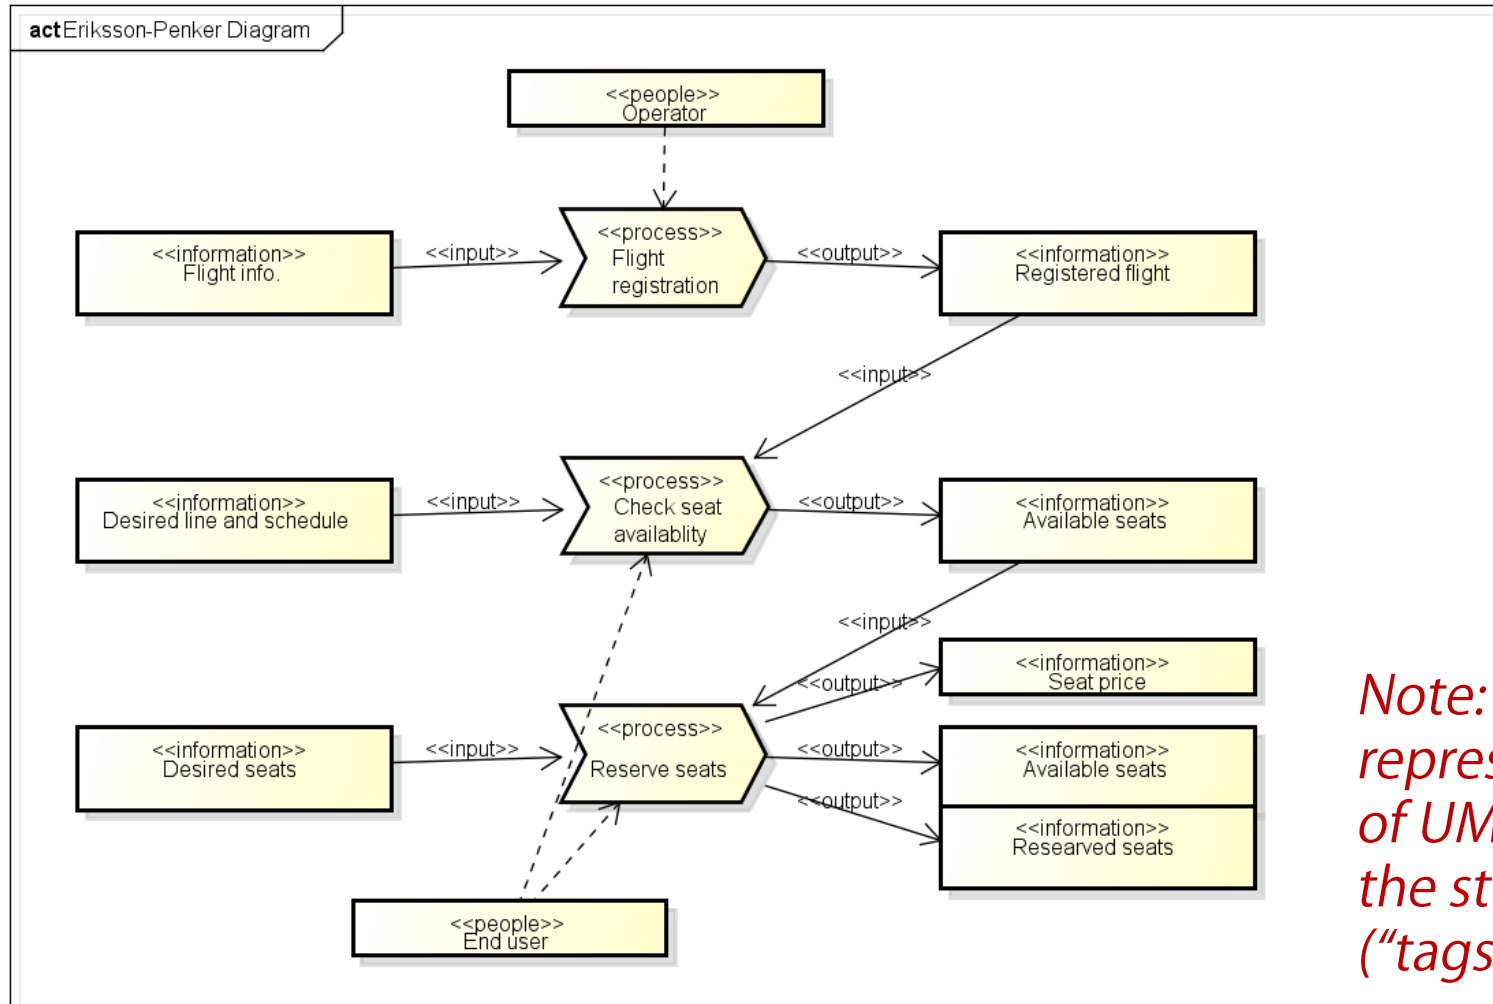 act Eriksson-Penker Diagram
<<people>>
Operator
<<information>>
Flight info.
<<input>>
<<process>>
Flight
registration
<<output>>
<<information>>
Registered flight
<<input>>
<<information>>
Desired line and schedule
<<input>>
<<process>>
Check seat
availablity
<<output>>
<<information>>
Available seats
<<input>>
<<output>>
<<information>>
Seat price
<<information>>
Desired seats
<<input>>
<<process>>
Reserve seats
<<output>>
<<information>>
Available seats
<<output>>
<<information>>
Researved seats
<<people>>
End user
Note:
of
the
("tags